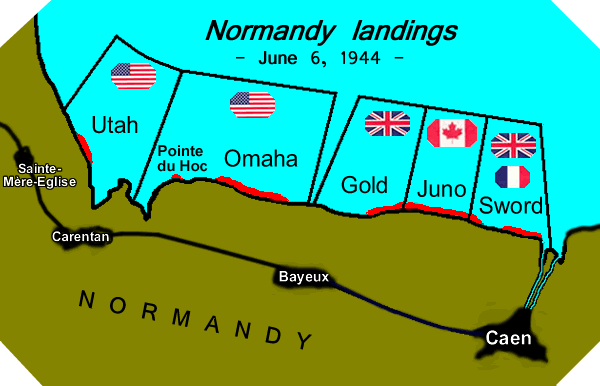 Normandy landings
- June 6, 1944 -
Utah
Pointe
du Hoc
Omaha
Gold
Juno
Sword
Sainte-
Mère-Eglise
Carentan
Bayeux
Caen
NORMANDY